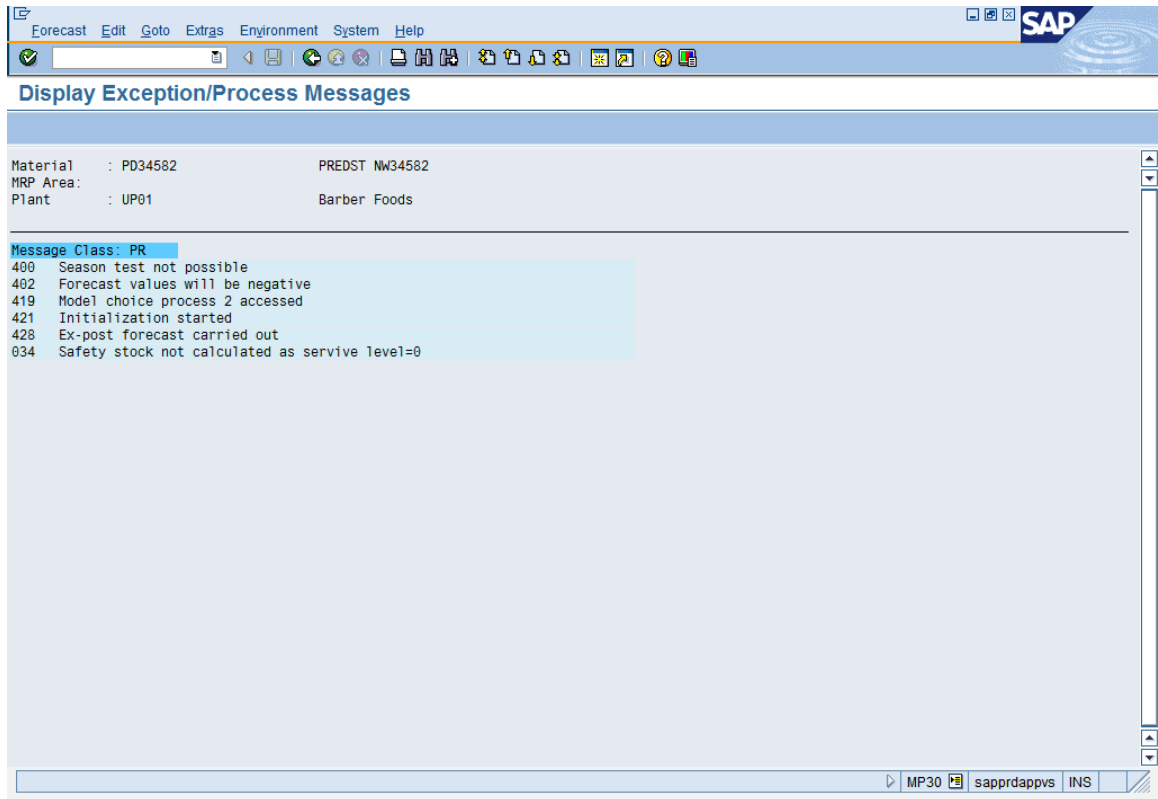 Forecast Edit Goto Extras Environment System Help
SAP
Display Exception/Process Messages
Material : PD34582 PREDST NW34582
MRP Area:
Plant : UP01 Barber Foods
Message Class: PR
400 Season test not possible
402 Forecast values will be negative
419 Model choice process 2 accessed
421 Initialization started
428 Ex-post forecast carried out
034 Safety stock not calculated as servive level=0
MP30 sapprdappvs INS